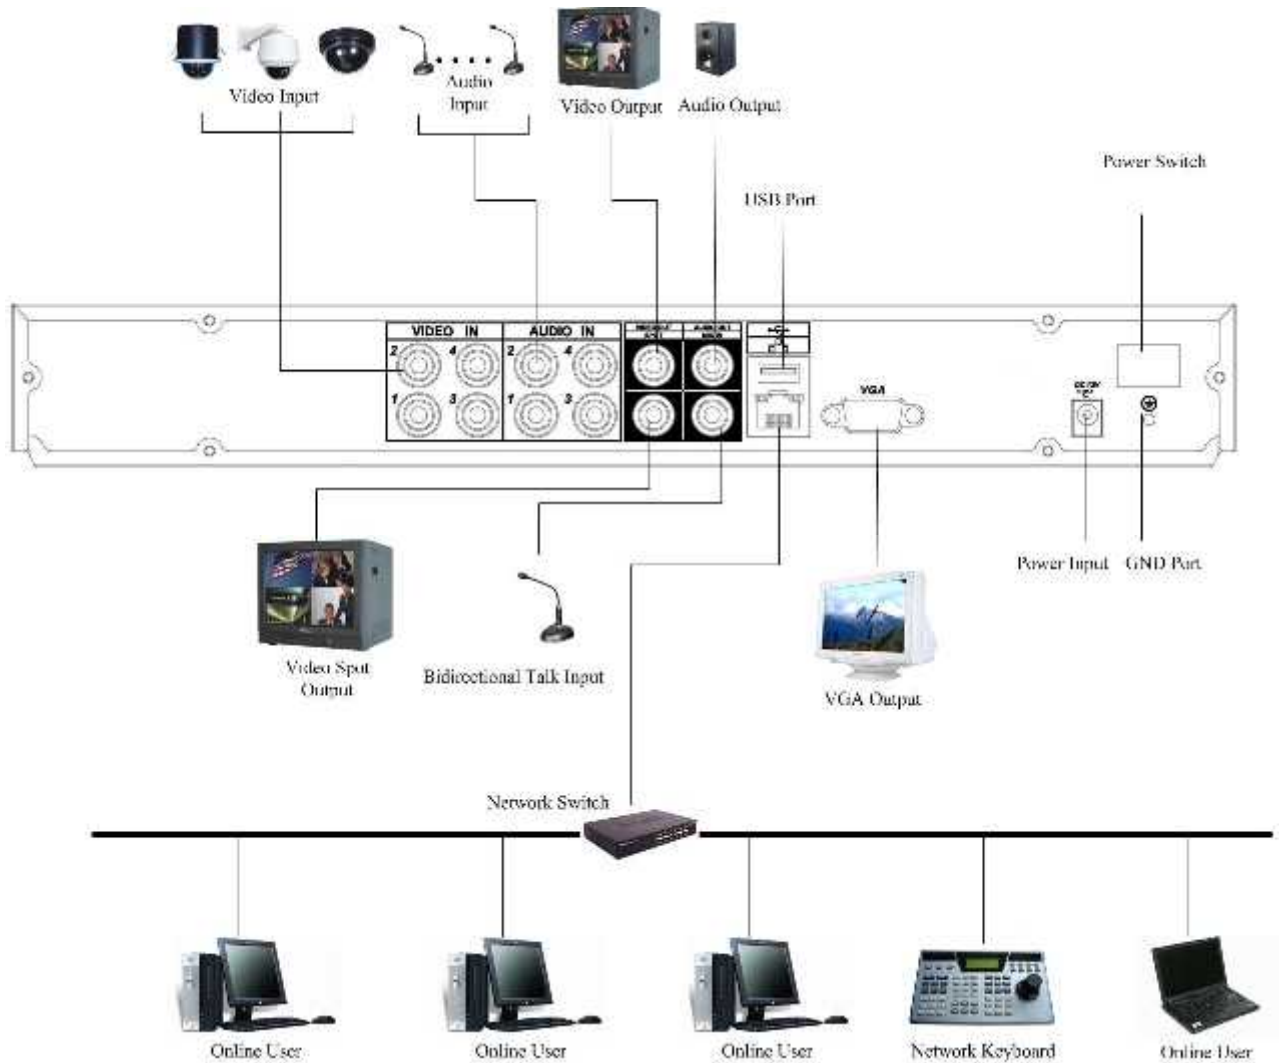 Video Input
Audio
Input
Video Output
Audio Output
Power Switch
USB Port
VIDEO IN
AUDIO IN
2
4
2
4
1
3
1
3
VGA
Power Input
GND Port
Video Spot
Output
Bidirectional Talk Input
VGA Output
Network Switch
Online User
Online User
Online User
Network Keyboard
Online User